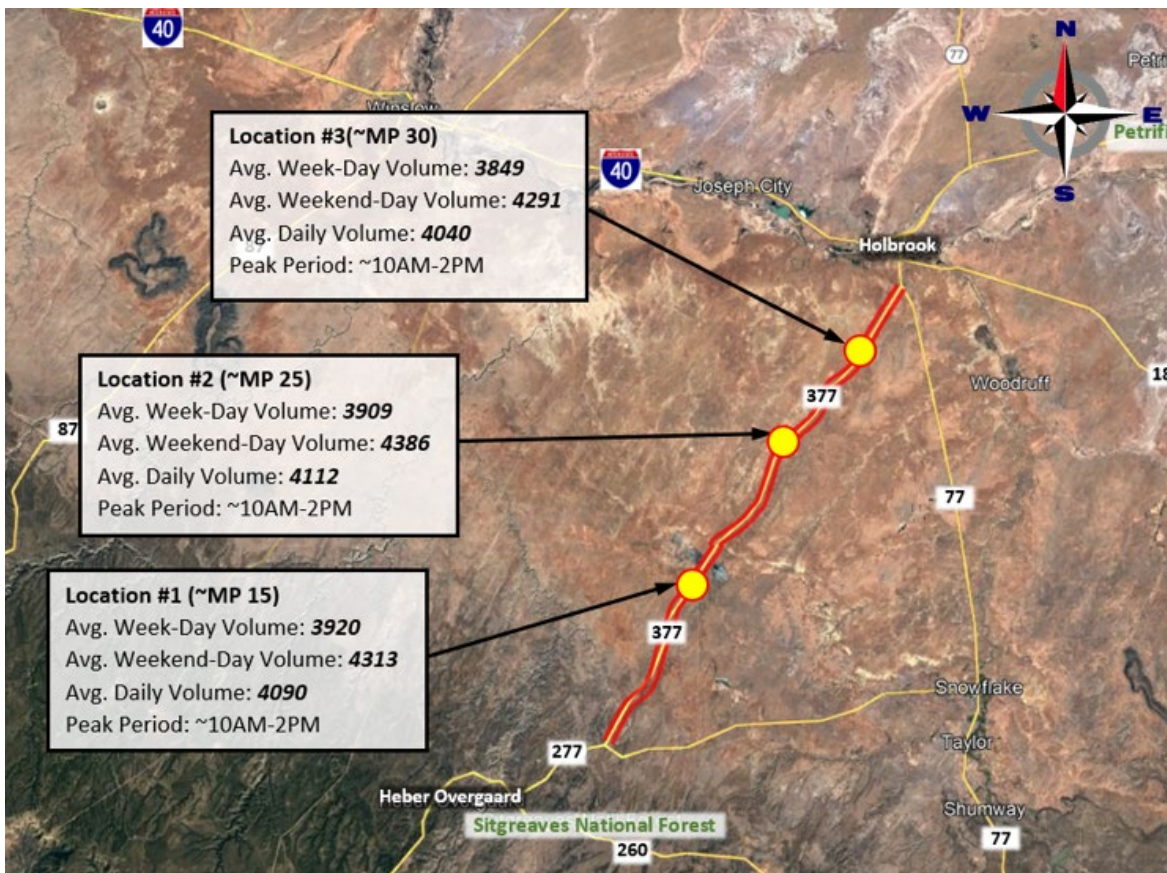 40
N
77
Petri
Winslow
W
E
Petrifi
Location #3(~MP 30)
Avg. Week-Day Volume: 3849
Avg. Weekend-Day Volume: 4291
Avg. Daily Volume: 4040
Peak Period: ~10AM-2PM
40
Joseph City
S
87
Holbrook
Location #2 (~MP 25)
Avg. Week-Day Volume: 3909
Avg. Weekend-Day Volume: 4386
Avg. Daily Volume: 4112
Peak Period: ~10AM-2PM
Woodruff
18
377
87
77
Location #1 (~MP 15)
Avg. Week-Day Volume: 3920
Avg. Weekend-Day Volume: 4313
Avg. Daily Volume: 4090
Peak Period: ~10AM-2PM
377
Snowflake
Taylor
277
Heber Overgaard
Shumway
Sitgreaves National Forest
77
260